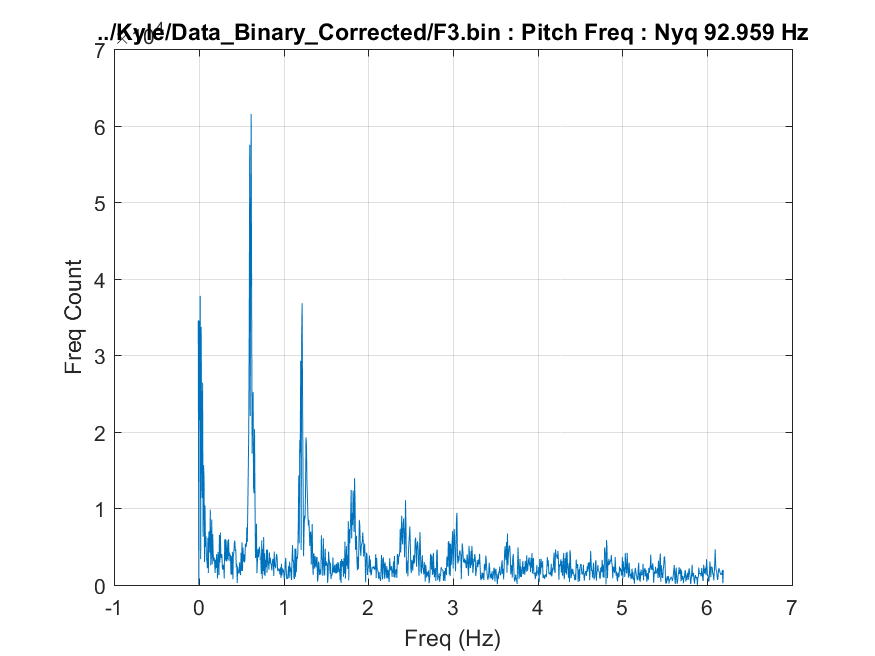 ../Kyle/Data_Binary_Corrected/F3.bin : Pitch Freq : Nyq 92.959 Hz
×10⁴
7
6
5
4
3
2
1
0
Freq Count
-1 0 1 2 3 4 5 6 7
Freq (Hz)